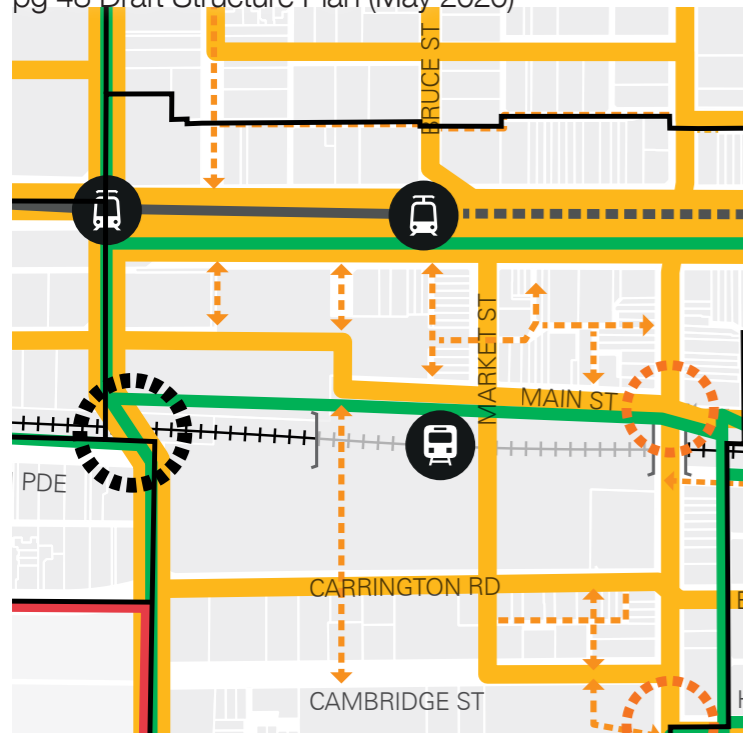 pg 48 Draft Structure Plan (May 2020)
BRUCE ST
MARKET ST
MAIN ST
PDE
CARRINGTON RD
CAMBRIDGE ST